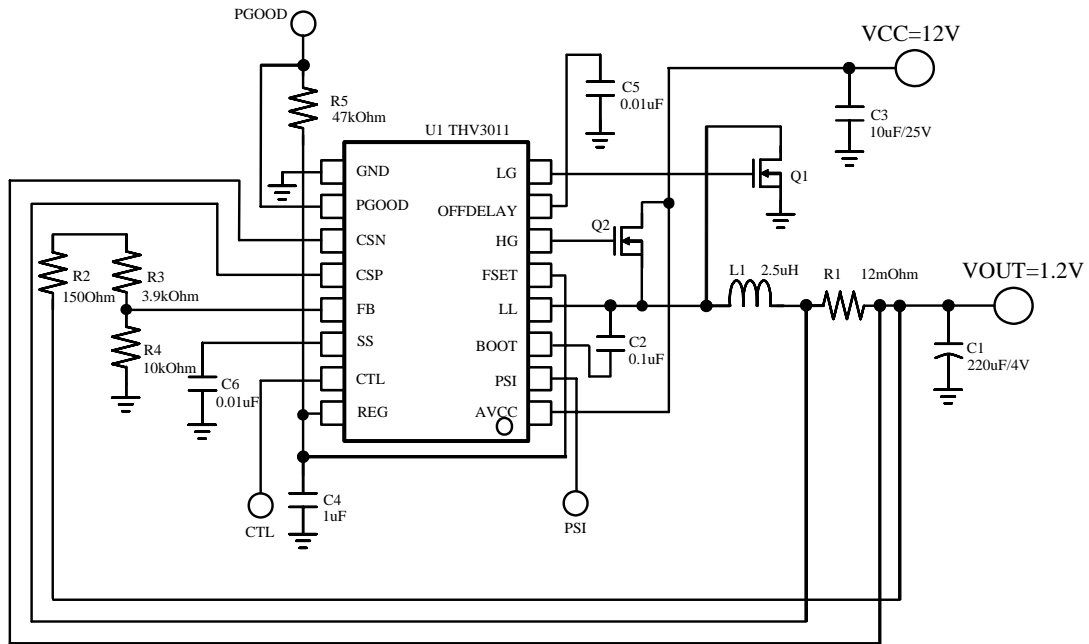 PGOOD
VCC=12V
R5
47kOhm
C5
0.01uF
C3
10uF/25V
U1 THV3011
GND
LG
Q1
PGOOD
OFFDELAY
CSN
HG
Q2
CSP
FSET
R2
150Ohm
R3
3.9kOhm
L1
2.5uH
R1
12mOhm
VOUT=1.2V
FB
LL
R4
10kOhm
SS
BOOT
C2
0.1uF
C1
220uF/4V
C6
0.01uF
CTL
PSI
REG
AVCC
C4
1uF
CTL
PSI